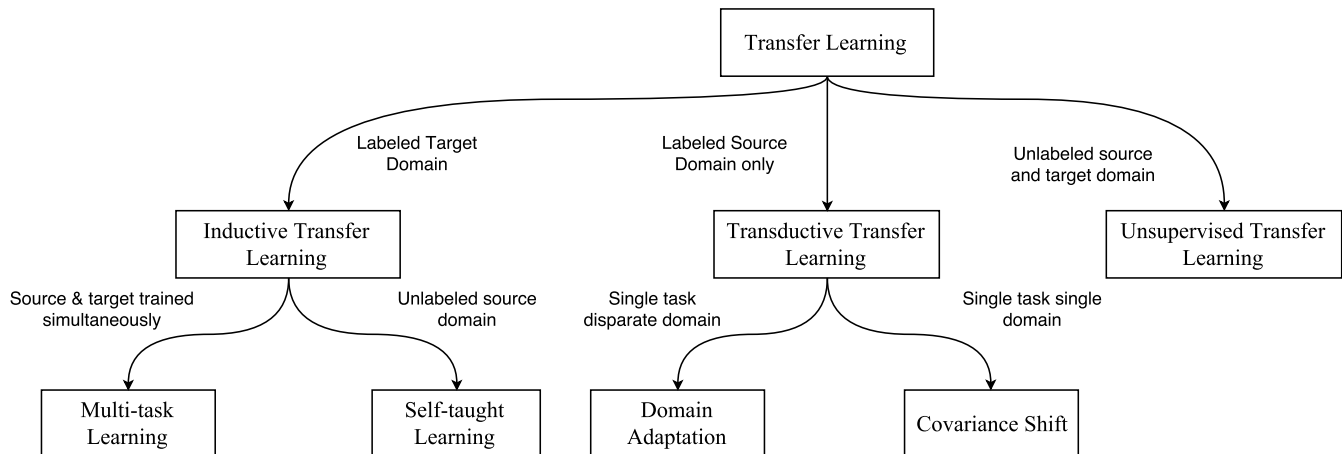 Transfer Learning
Labeled Target
Domain
Labeled Source
Domain only
Unlabeled source
and target domain
Inductive Transfer
Learning
Transductive Transfer
Learning
Unsupervised Transfer
Learning
Source & target trained
simultaneously
Unlabeled source
domain
Single task
disparate domain
Single task single
domain
Multi-task
Learning
Self-taught
Learning
Domain
Adaptation
Covariance Shift